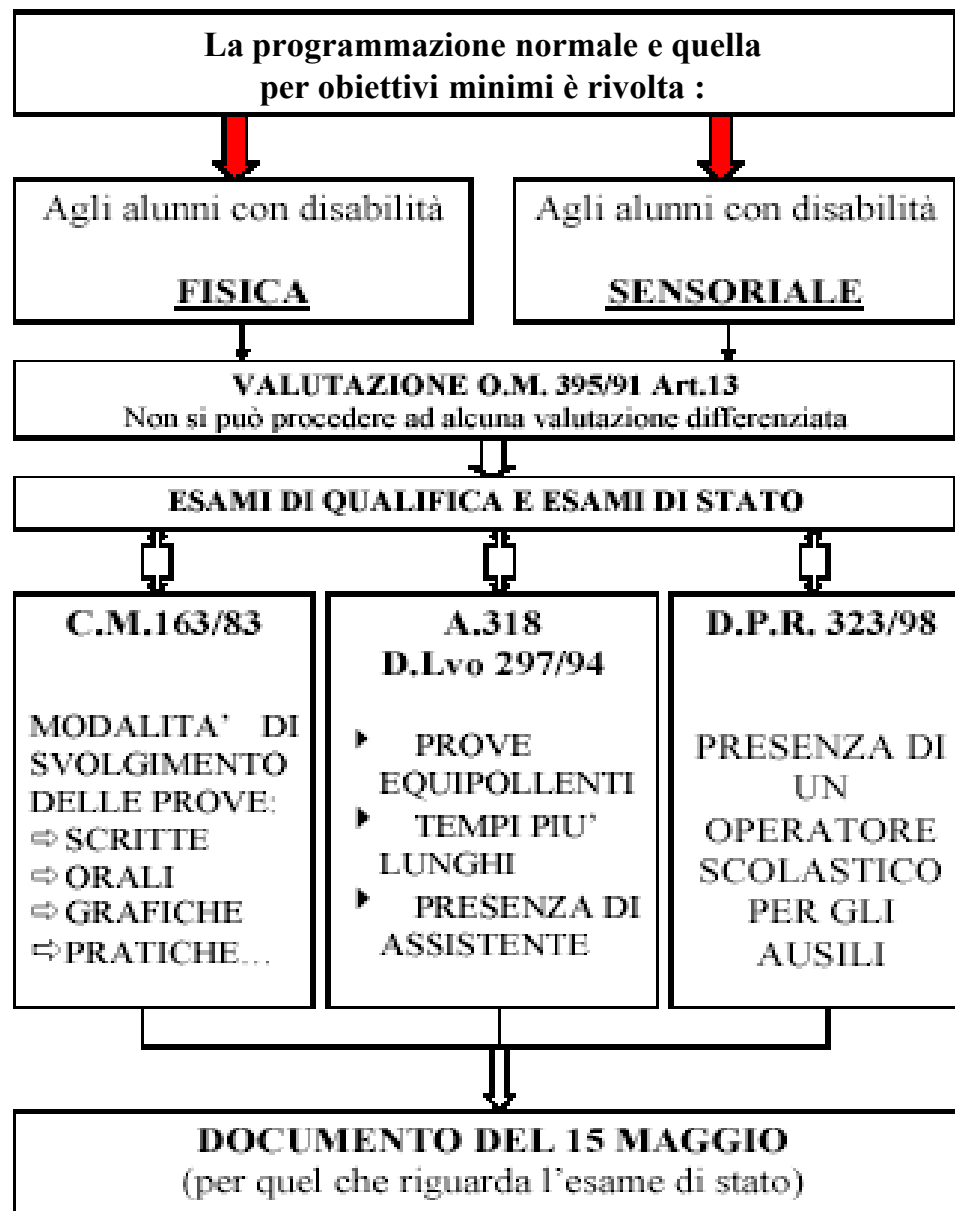 La programmazione normale e quella
per obiettivi minimi è rivolta :
Agli alunni con disabilità
FISICA
Agli alunni con disabilità
SENSORIALE
VALUTAZIONE O.M. 395/91 Art.13
Non si può procedere ad alcuna valutazione differenziata
ESAMI DI QUALIFICA E ESAMI DI STATO
C.M.163/83
MODALITA' DI
SVOLGIMENTO
DELLE PROVE:
⇨ SCRITTE
⇨ ORALI
⇨ GRAFICHE
⇨ PRATICHE...
A.318
D.Lvo 297/94
‣ PROVE
EQUIPOLLENTI
‣ TEMPI PIU'
LUNGHI
‣ PRESENZA DI
ASSISTENTE
D.P.R. 323/98
PRESENZA DI
UN
OPERATORE
SCOLASTICO
PER GLI
AUSILI
DOCUMENTO DEL 15 MAGGIO
(per quel che riguarda l'esame di stato)